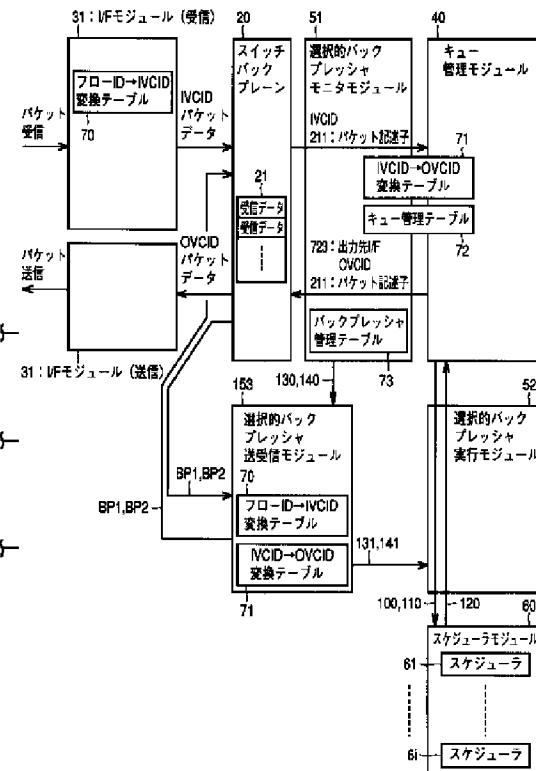 31：I/Fモジュール（受信）
フローID→IVCID
変換テーブル
70
パケット
受信
IVCID
パケット
データ
20
スイッチ
バック
プレーン
21
受信データ
受信データ
51
選択的バック
プレッシャ
モニタモジュール
IVCID
211：パケット記述子
40
キュー
管理モジュール
71
IVCID→OVCID
変換テーブル
キュー管理テーブル
72
パケット
送信
OVCID
パケット
データ
723：出力先I/F
OVCID
211：パケット記述子
バックプレッシャ
管理テーブル
73
31：I/Fモジュール（送信）
130,140
153
選択的バック
プレッシャ
送受信モジュール
70
フローID→IVCID
変換テーブル
IVCID→OVCID
変換テーブル
71
BP1,BP2
BP1,BP2
131,141
52
選択的バック
プレッシャ
実行モジュール
100,110
120
60
スケジューラモジュール
61
スケジューラ
6i
スケジューラ